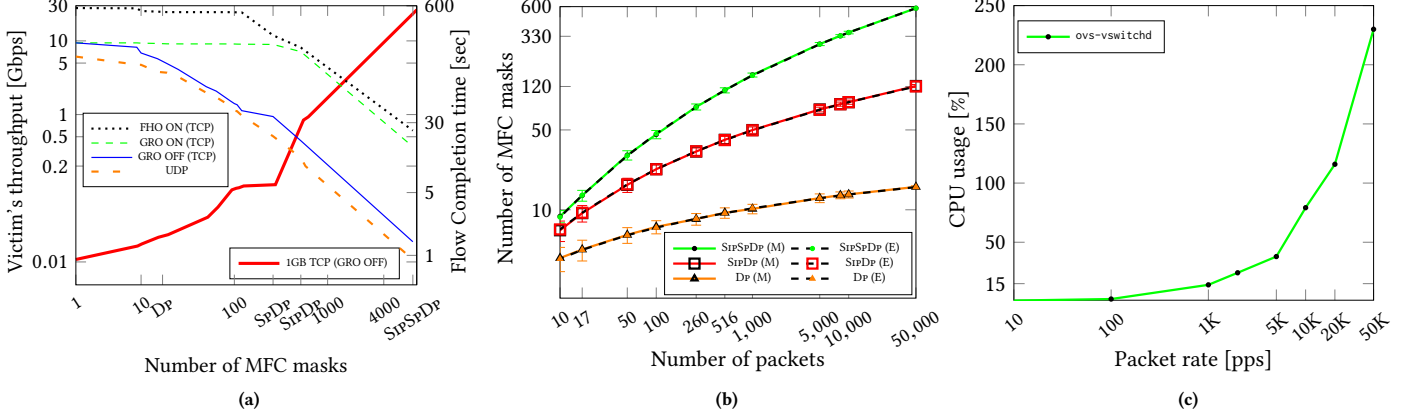 30
10
5
1
0.5
0.2
0.01
Victim's throughput [Gbps]
FHO ON (TCP)
GRO ON (TCP)
GRO OFF (TCP)
UDP
1GB TCP (GRO OFF)
600
30
5
1
Flow Completion time [sec]
1
10
Dp
100
SpDp
SipDp
1000
4000
SipSpDp
Number of MFC masks
(a)
600
330
120
50
10
Number of MFC masks
SipSpDp (M)
SipSpDp (E)
SipDp (M)
SipDp (E)
Dp (M)
Dp (E)
10
17
50
100
260
516
1,000
5,000
10,000
50,000
Number of packets
(b)
250
200
150
100
50
15
CPU usage [%]
ovs-vswitchd
10
100
1K
5K
10K
20K
50K
Packet rate [pps]
(c)